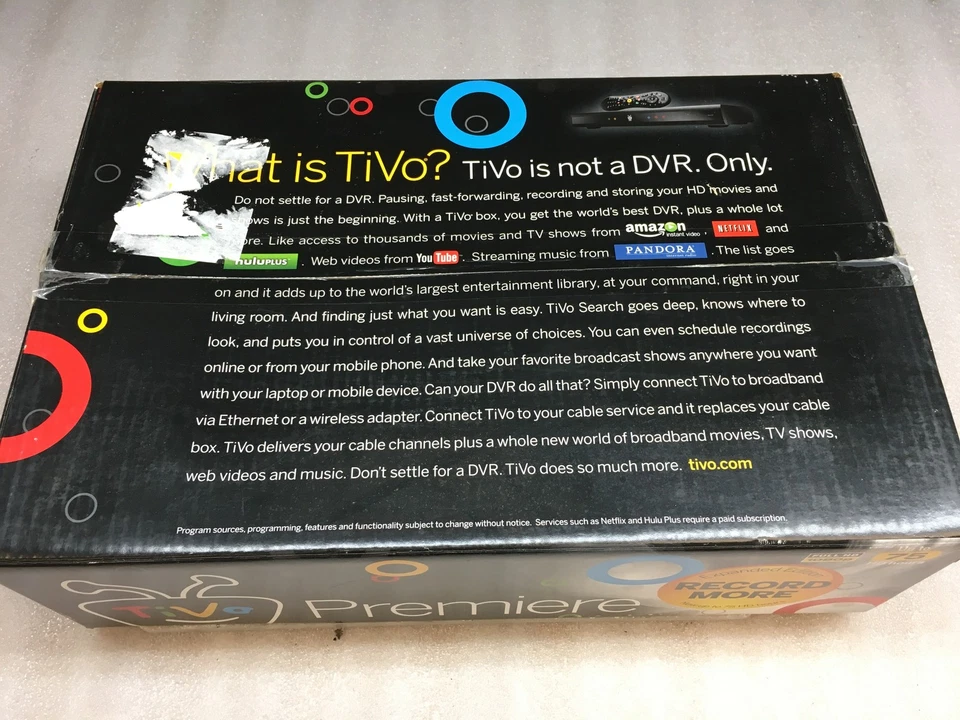 What is TiVo? TiVo is not a DVR. Only.
Do not settle for a DVR. Pausing, fast-forwarding, recording and storing your HD movies and
shows is just the beginning. With a TiVo box, you get the world's best DVR, plus a whole lot
more. Like access to thousands of movies and TV shows from amazon instant video, NETFLIX and
huluPLUS. Web videos from YouTube. Streaming music from PANDORA internet radio. The list goes
on and it adds up to the world's largest entertainment library, at your command, right in your
living room. And finding just what you want is easy. TiVo Search goes deep, knows where to
look, and puts you in control of a vast universe of choices. You can even schedule recordings
online or from your mobile phone. And take your favorite broadcast shows anywhere you want
with your laptop or mobile device. Can your DVR do all that? Simply connect TiVo to broadband
via Ethernet or a wireless adapter. Connect TiVo to your cable service and it replaces your cable
box. TiVo delivers your cable channels plus a whole new world of broadband movies, TV shows,
web videos and music. Don't settle for a DVR. TiVo does so much more. tivo.com
Program sources, programming, features and functionality subject to change without notice. Services such as Netflix and Hulu Plus require a paid subscription.
TiVo Premiere
RECORD
MORE
75